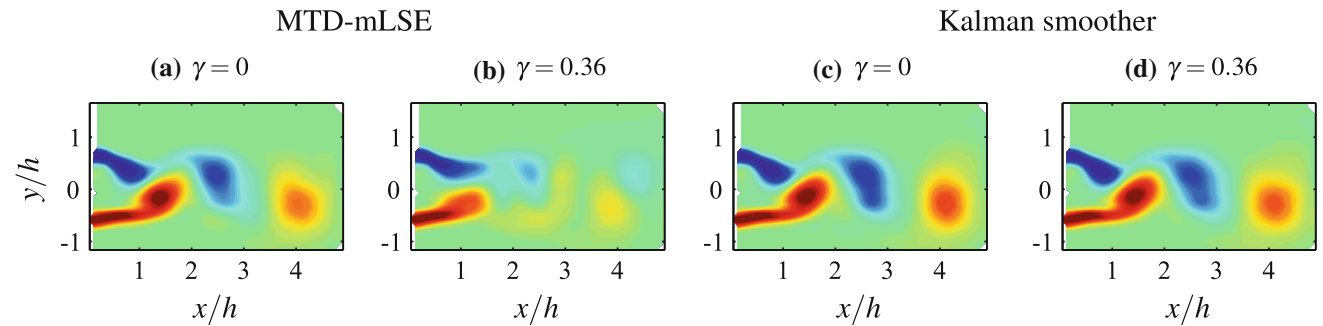 MTD-mLSE Kalman smoother
(a) γ = 0 (b) γ = 0.36 (c) γ = 0 (d) γ = 0.36
y/h
1 1 1 1
0 0 0 0
-1 -1 -1 -1
1 2 3 4 1 2 3 4 1 2 3 4 1 2 3 4
x/h x/h x/h x/h